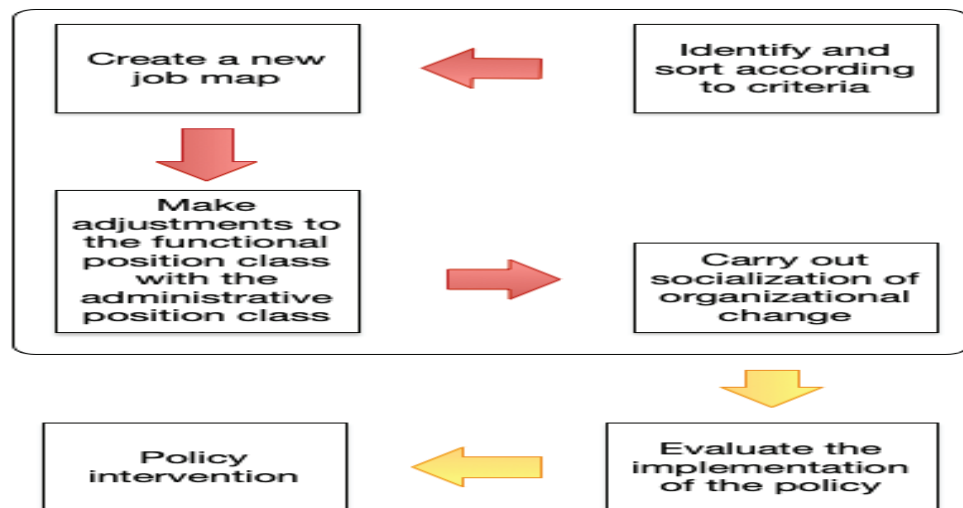 Create a new
job map
Identify and
sort according
to criteria
Make
adjustments to
the functional
position class
with the
administrative
position class
Carry out
socialization of
organizational
change
Policy
intervention
Evaluate the
implementation
of the policy